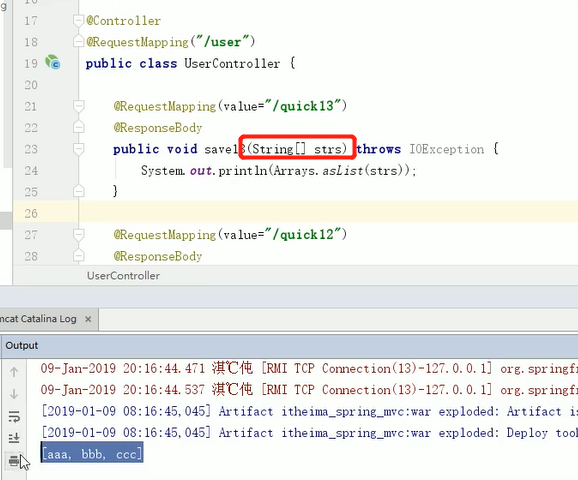 17 @Controller
18 @RequestMapping("/user")
19 public class UserController {
20
21 @RequestMapping(value="/quick13")
22 @ResponseBody
23 public void save13(String[] strs) throws IOException {
24 System.out.println(Arrays.asList(strs));
25 }
26
27 @RequestMapping(value="/quick12")
28 @ResponseBody
UserController
mcat Catalina Log ×
Output
09-Jan-2019 20:16:44.471 淇℃伅 [RMI TCP Connection(13)-127.0.0.1] org.springfr
09-Jan-2019 20:16:44.537 淇℃伅 [RMI TCP Connection(13)-127.0.0.1] org.springfr
[2019-01-09 08:16:45,045] Artifact itheima_spring_mvc:war exploded: Artifact is
[2019-01-09 08:16:45,045] Artifact itheima_spring_mvc:war exploded: Deploy took
[aaa, bbb, ccc]